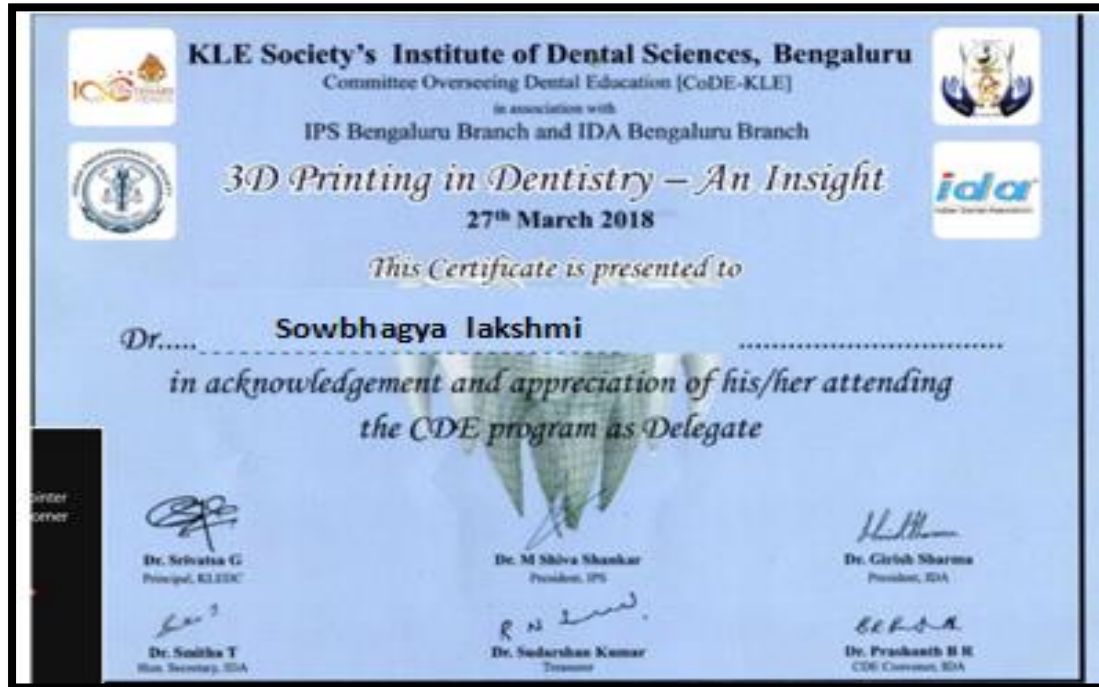 KLE Society's Institute of Dental Sciences, Bengaluru
Committee Overseeing Dental Education [CoDE-KLE]
in association with
IPS Bengaluru Branch and IDA Bengaluru Branch
3D Printing in Dentistry – An Insight
27th March 2018
This Certificate is presented to
Dr..... Sowbhagya lakshmi ................................
in acknowledgement and appreciation of his/her attending
the CDE program as Delegate
ida
Dr. Srivatsa G
Principal, KLEIDC
Dr. M Shiva Shankar
President, IPS
Dr. Girish Sharma
President, IDA
Dr. Smitha T
Hon. Secretary, IDA
Dr. Sudarshan Kumar
Treasurer
Dr. Prashanth B R
CDE Convenor, IDA